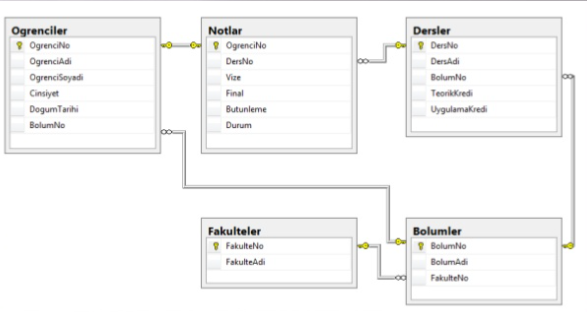 Ogrenciler
OgrenciNo
OgrenciAdi
OgrenciSoyadi
Cinsiyet
DogumTarihi
BolumNo
Notlar
OgrenciNo
DersNo
Vize
Final
Butunleme
Durum
Dersler
DersNo
DersAdi
BolumNo
TeorikKredi
UygulamaKredi
Fakulteler
FakulteNo
FakulteAdi
Bolumler
BolumNo
BolumAdi
FakulteNo